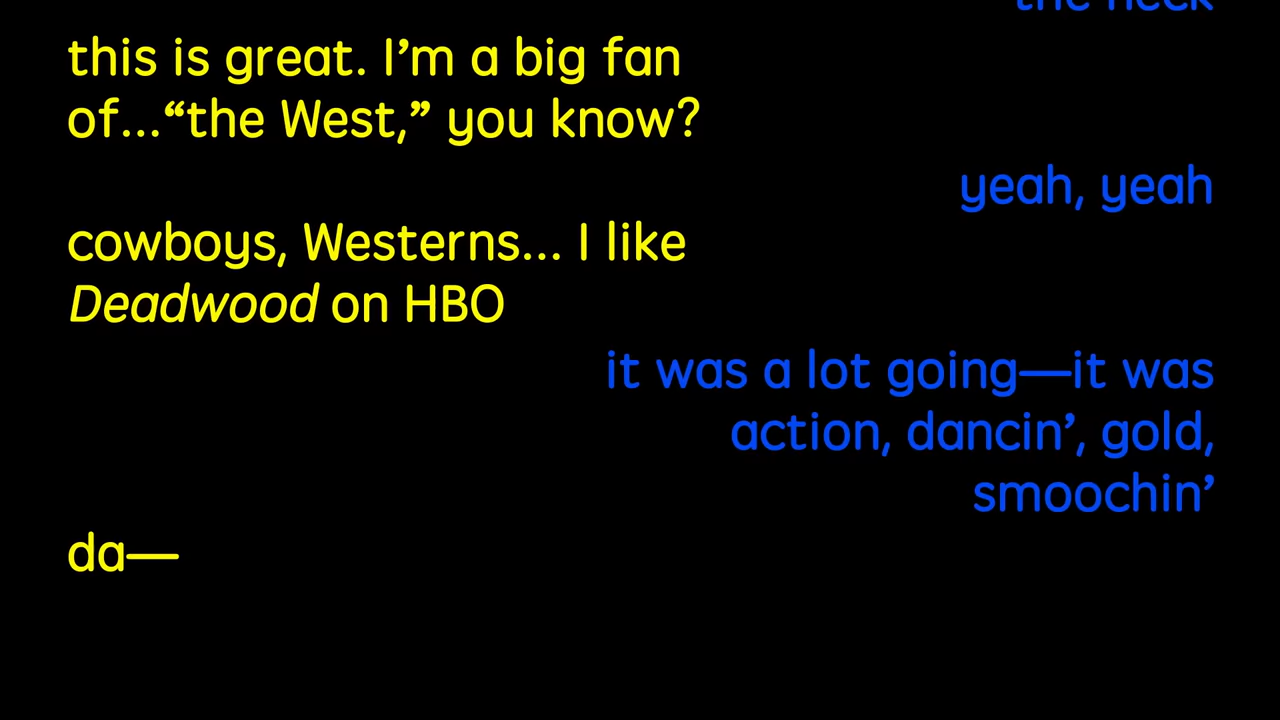 the neck
this is great. I’m a big fan
of...“the West,” you know?
yeah, yeah
cowboys, Westerns... I like
Deadwood on HBO
it was a lot going—it was
action, dancin’, gold,
smoochin’
da—